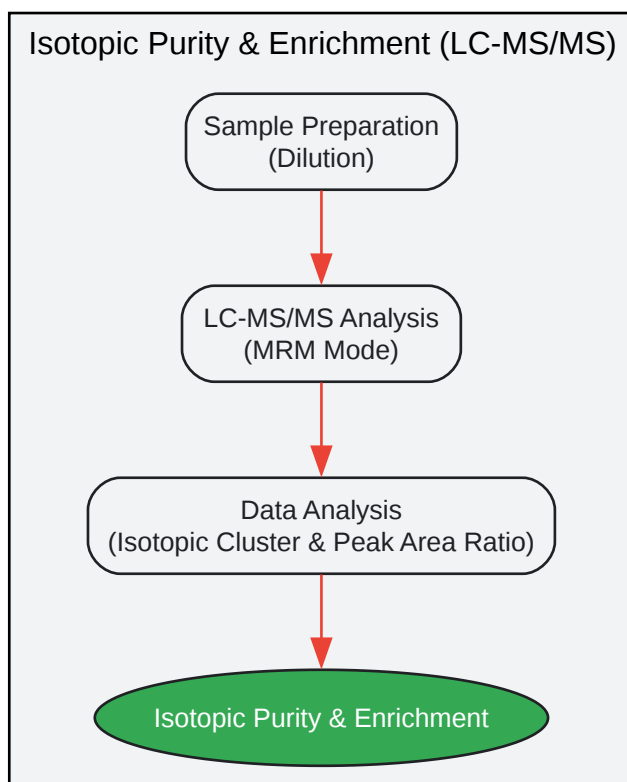 Isotopic Purity & Enrichment (LC-MS/MS)
Sample Preparation
(Dilution)
LC-MS/MS Analysis
(MRM Mode)
Data Analysis
(Isotopic Cluster & Peak Area Ratio)
Isotopic Purity & Enrichment